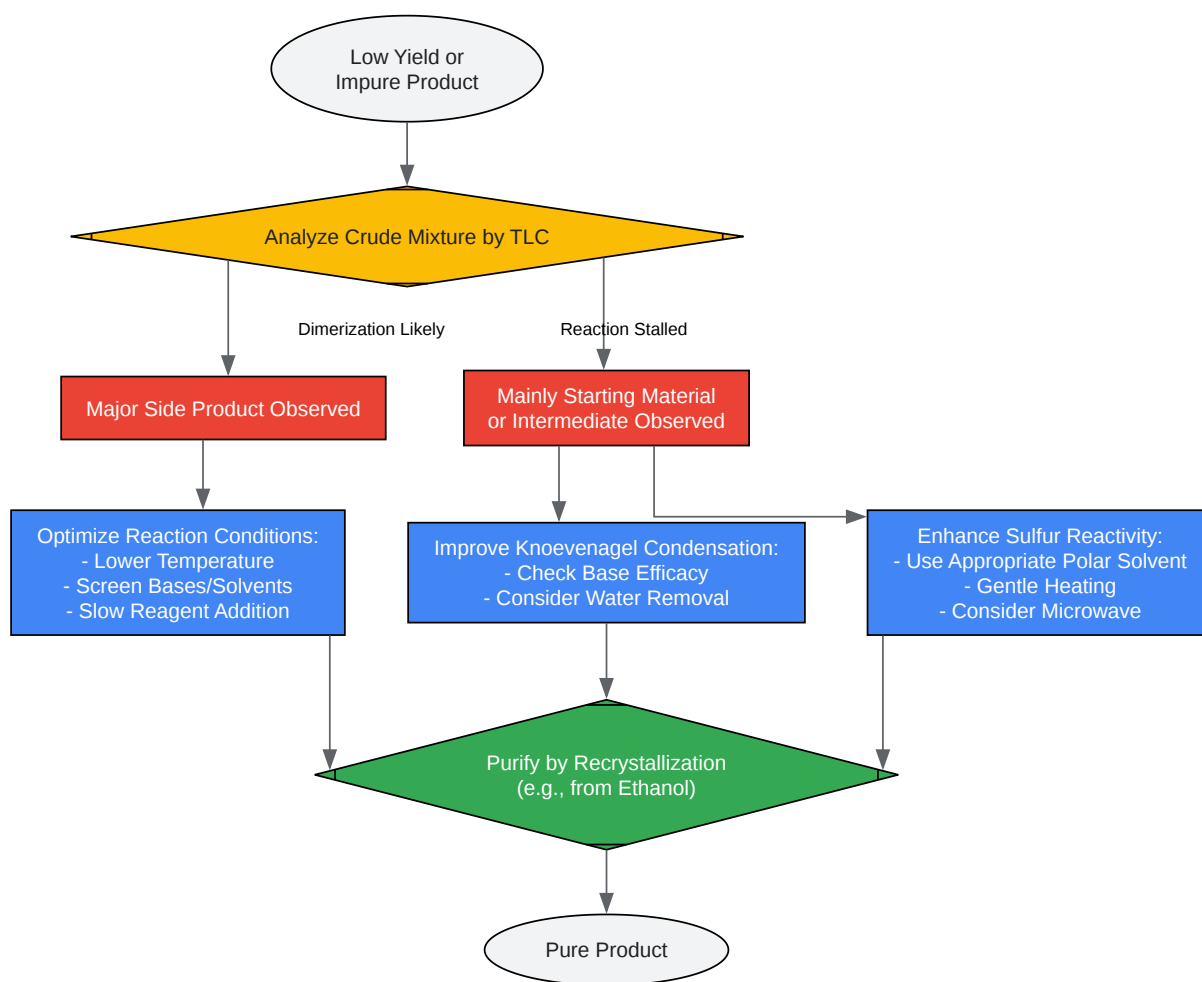 Low Yield or
Impure Product
Analyze Crude Mixture by TLC
Dimerization Likely
Reaction Stalled
Major Side Product Observed
Mainly Starting Material
or Intermediate Observed
Optimize Reaction Conditions:
- Lower Temperature
- Screen Bases/Solvents
- Slow Reagent Addition
Improve Knoevenagel Condensation:
- Check Base Efficacy
- Consider Water Removal
Enhance Sulfur Reactivity:
- Use Appropriate Polar Solvent
- Gentle Heating
- Consider Microwave
Purify by Recrystallization
(e.g., from Ethanol)
Pure Product